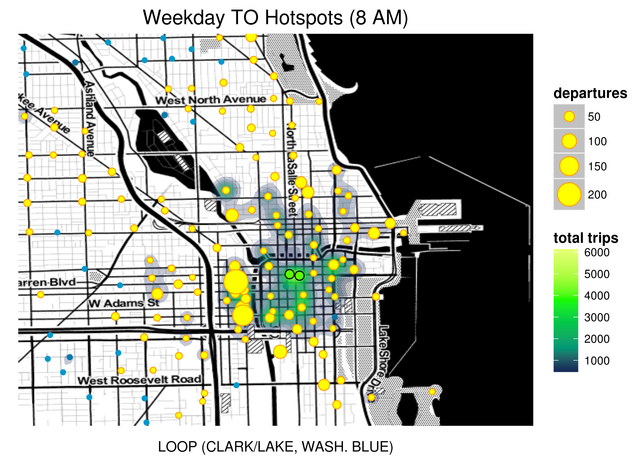 Weekday TO Hotspots (8 AM)
departures
50
100
150
200
total trips
6000
5000
4000
3000
2000
1000
West North Avenue
Ashland Avenue
kee Avenue
North LaSalle Street
arren Blvd
W Adams St
West Roosevelt Road
Lake Shore Dri
LOOP (CLARK/LAKE, WASH. BLUE)